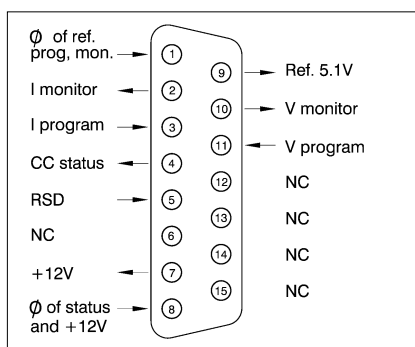 Ø of ref.
prog, mon.
1
I monitor
2
I program
3
CC status
4
RSD
5
NC
6
+12V
7
Ø of status
and +12V
8
9
Ref. 5.1V
10
V monitor
11
V program
12
NC
13
NC
14
NC
15
NC